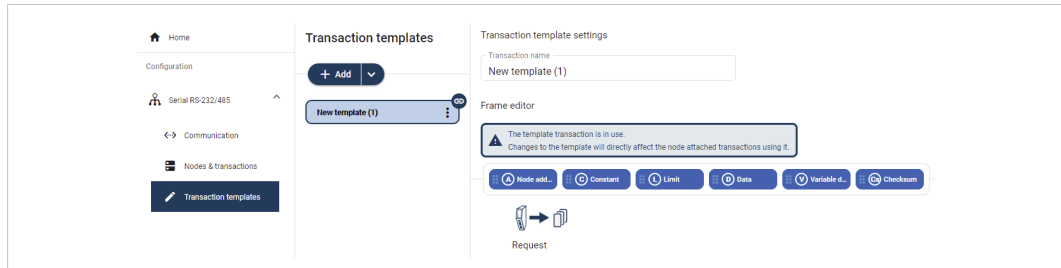 Home
Configuration
Serial RS-232/485
Communication
Nodes & transactions
Transaction templates
Transaction templates
+ Add
New template (1)
Transaction template settings
Transaction name
New template (1)
Frame editor
The template transaction is in use.
Changes to the template will directly affect the node attached transactions using it.
A Node add...
C Constant
L Limit
D Data
V Variable d...
Cs Checksum
Request